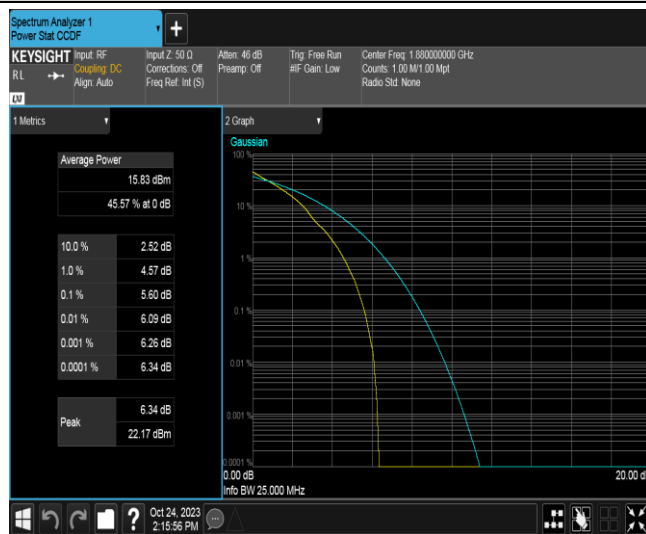 Spectrum Analyzer 1
Power Stat CCDF
+
KEYSIGHT
RL
LXI
Input: RF
Coupling: DC
Align: Auto
Input Z: 50 Ω
Corrections: Off
Freq Ref: Int (S)
Atten: 46 dB
Preamp: Off
Trig: Free Run
#IF Gain: Low
Center Freq: 1.880000000 GHz
Counts: 1.00 M/1.00 Mpt
Radio Std: None
1 Metrics
Average Power
15.83 dBm
45.57 % at 0 dB
10.0 % 2.52 dB
1.0 % 4.57 dB
0.1 % 5.60 dB
0.01 % 6.09 dB
0.001 % 6.26 dB
0.0001 % 6.34 dB
Peak
6.34 dB
22.17 dBm
2 Graph
Gaussian
100 %
10 %
1 %
0.1 %
0.01 %
0.001 %
0.0001 %
0.00 dB 20.00 d
Info BW 25.000 MHz
? Oct 24, 2023
2:15:56 PM